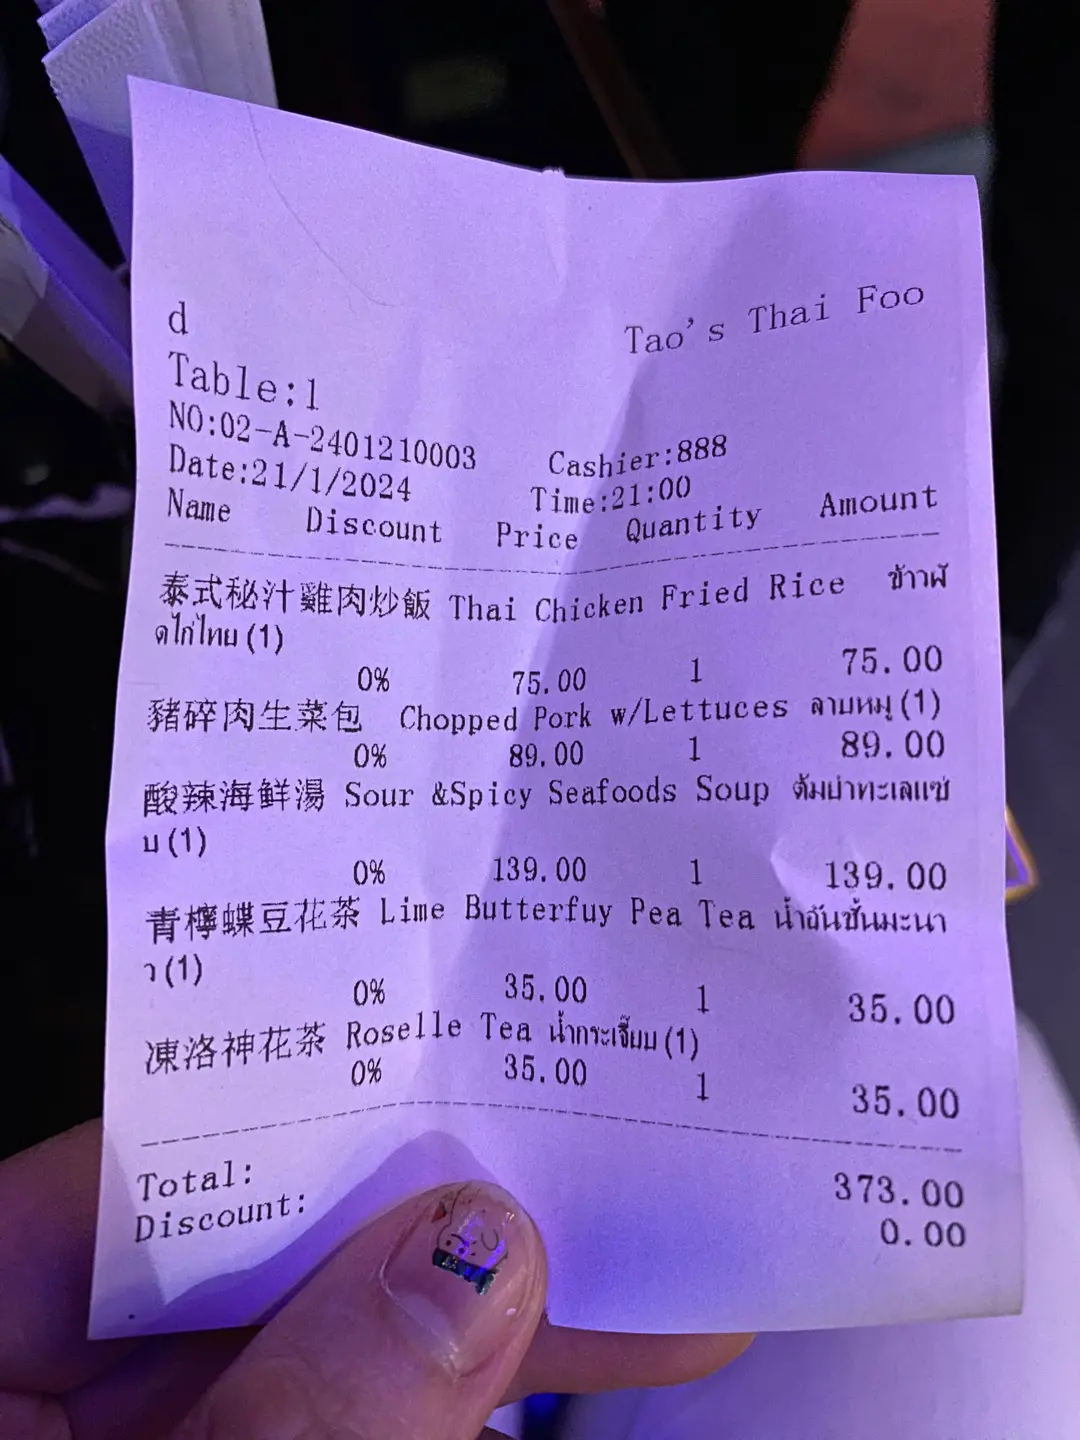 Tao's Thai Foo
d
Table:1
NO:02-A-2401210003 Cashier:888
Date:21/1/2024 Time:21:00
Name Discount Price Quantity Amount
泰式秘汁雞肉炒飯 Thai Chicken Fried Rice ข้าวผั
ดไก่ไทย(1)
0% 75.00 1 75.00
豬碎肉生菜包 Chopped Pork w/Lettuces ลาบหมู(1)
0% 89.00 1 89.00
酸辣海鮮湯 Sour &Spicy Seafoods Soup ต้มยำทะเลแซ่
บ(1)
0% 139.00 1 139.00
青檸蝶豆花茶 Lime Butterfuy Pea Tea น้ำอันชั้นมะนา
ว(1)
0% 35.00 1 35.00
凍洛神花茶 Roselle Tea น้ำกระเจี๊ยบ(1)
0% 35.00 1 35.00
Total: 373.00
Discount: 0.00